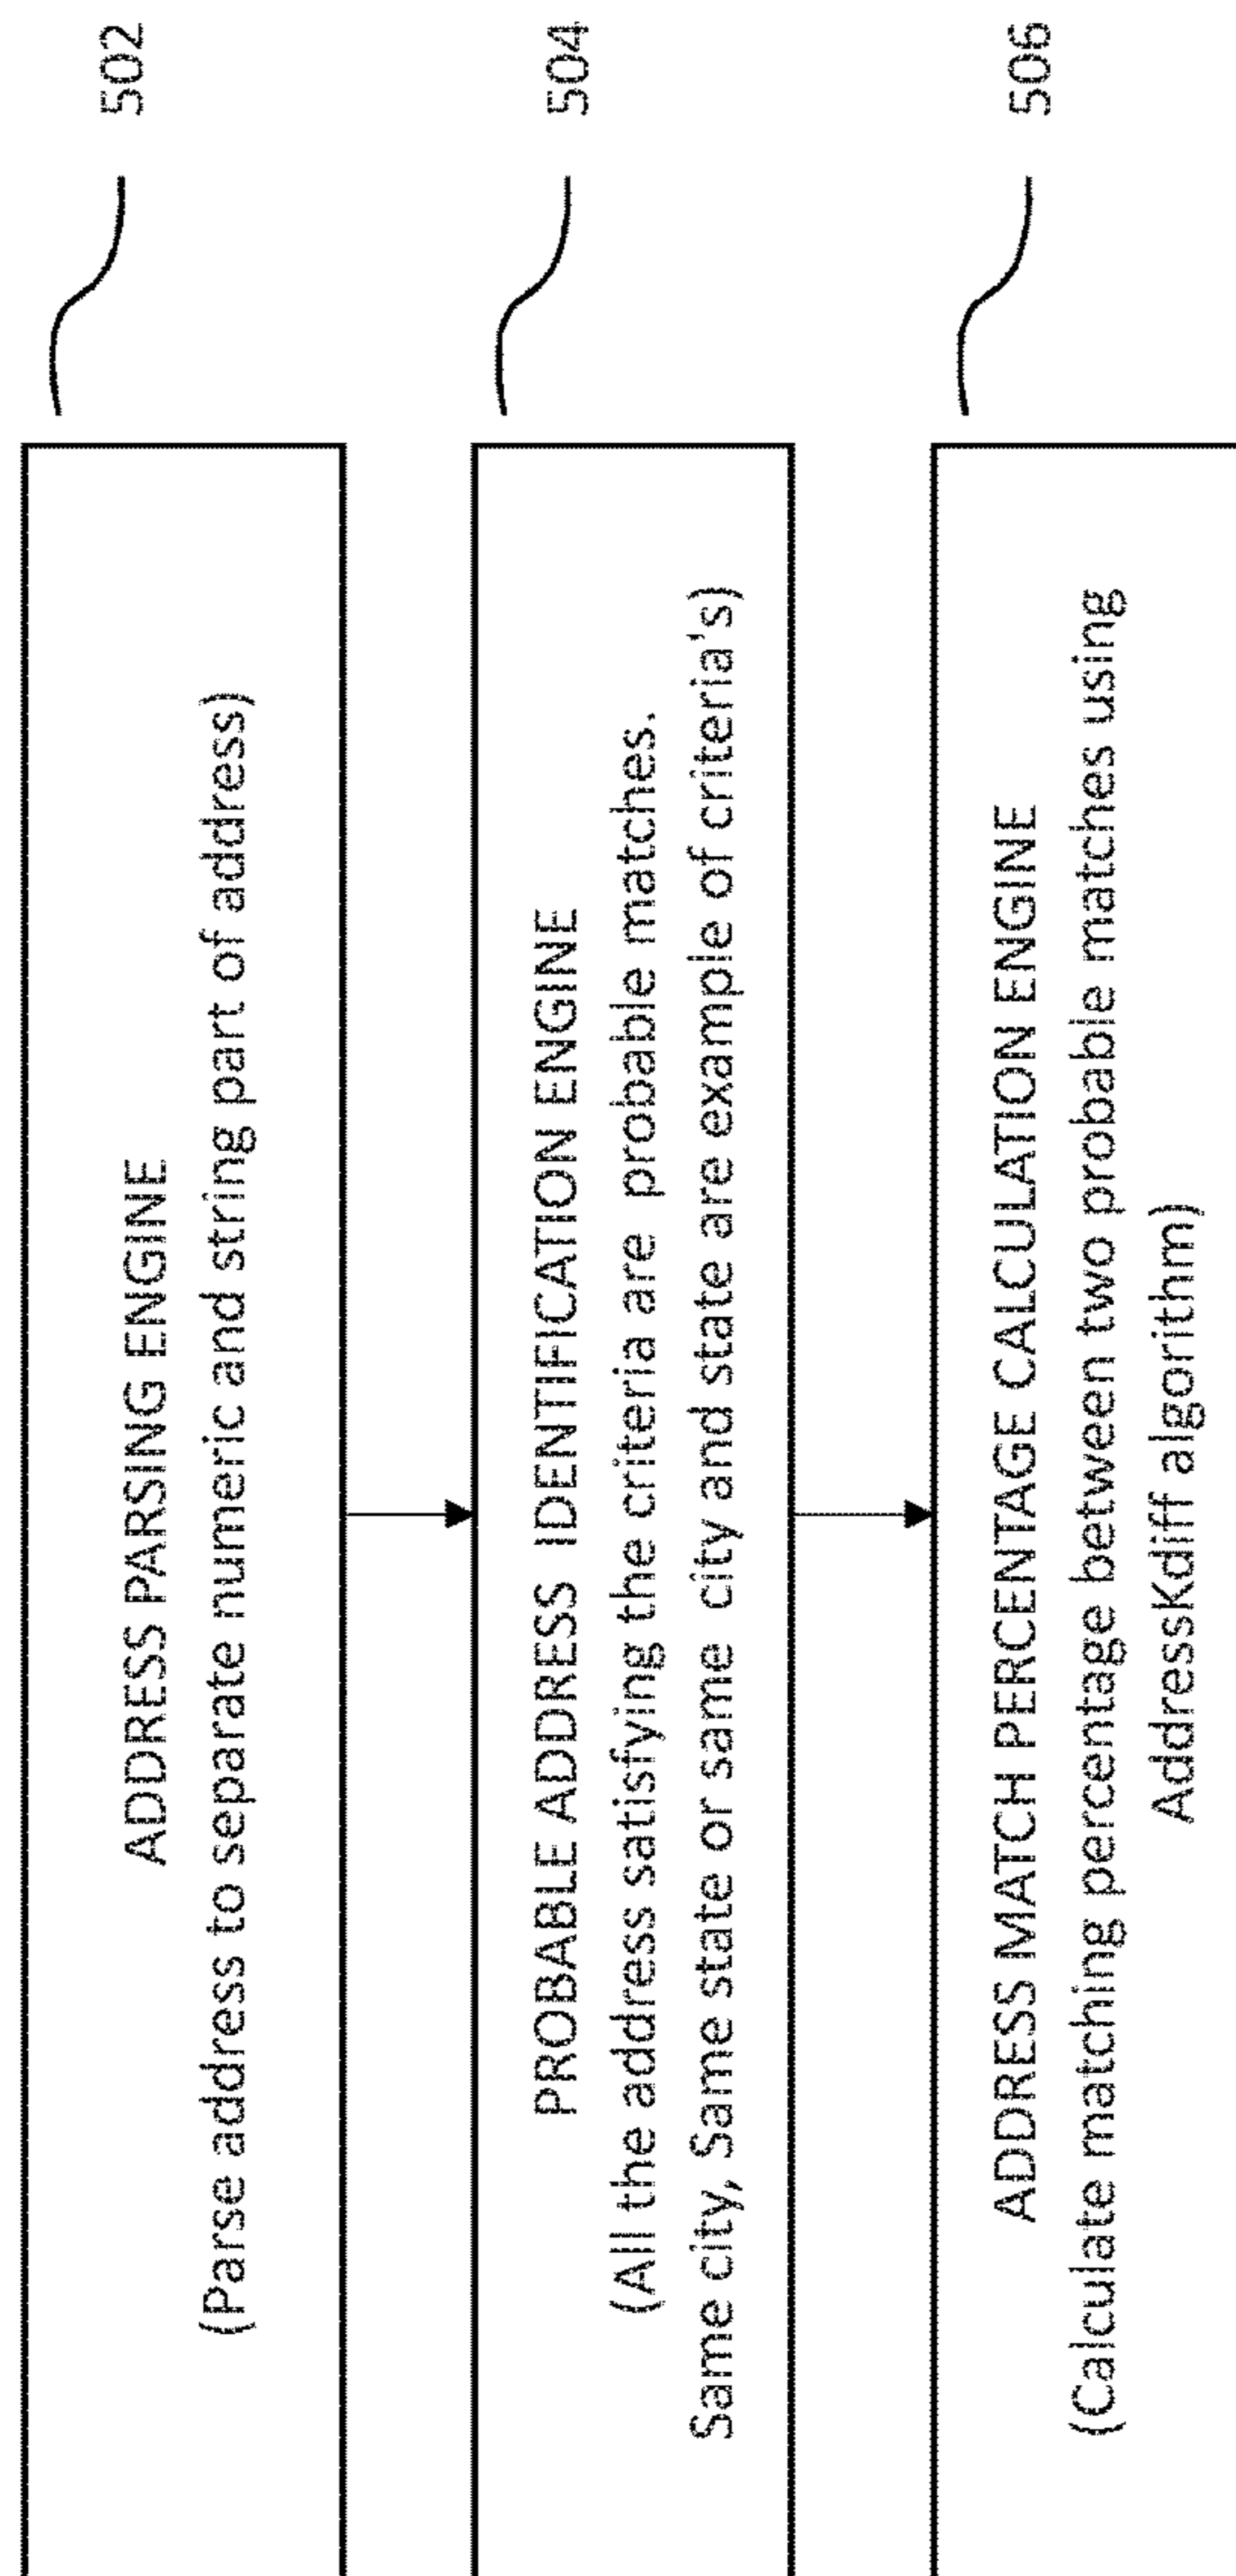 ADDRESS PARSING ENGINE
(Parse address to separate numeric and string part of address)
502
PROBABLE ADDRESS IDENTIFICATION ENGINE
(All the address satisfying the criteria are probable matches.
Same city, Same state or same city and state are example of criteria's)
504
ADDRESS MATCH PERCENTAGE CALCULATION ENGINE
(Calculate matching percentage between two probable matches using
AddressKdiff algorithm)
506